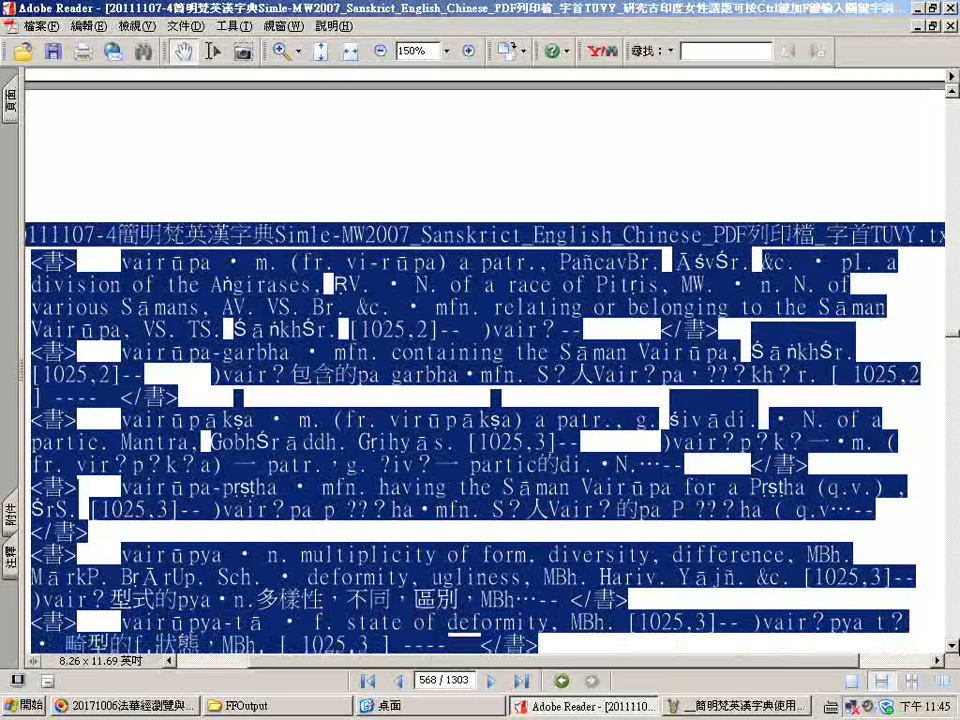 Adobe Reader - [20111107-4簡明梵英漢字典Simle-MW2007_Sanskrict_English_Chinese_PDF列印檔_字首TUVY_研究古印度女性議題可按Ctrl鍵加F鍵輸入關鍵字詞
檔案(F) 編輯(E) 檢視(V) 文件(D) 工具(T) 視窗(W) 說明(H)
150% 尋找:
頁面
附件
註釋
0111107-4簡明梵英漢字典Simle-MW2007_Sanskrict_English_Chinese_PDF列印檔_字首TUVY.tx
<書> vairūpa • m. (fr. vi-rūpa) a patr., PañcavBr. ĀśvŚr. &c. • pl. a
division of the Aṅgirases, ṚV. • N. of a race of Pitris, MW. • n. N. of
various Sāmans, AV. VS. Br. &c. • mfn. relating or belonging to the Sāman
Vairūpa, VS. TS. ŚāṅkhŚr. [1025,2]-- )vair？-- </書>
<書> vairūpa-garbha • mfn. containing the Sāman Vairūpa, ŚāṅkhŚr.
[1025,2]-- )vair？包含的pa garbha•mfn. S？人Vair？pa，???kh？r. [ 1025,2
] ---- </書>
<書> vairūpākṣa • m. (fr. virūpākṣa) a patr., g. śivādi. • N. of a
partic. Mantra, GobhŚrāddh. Gṛihyās. [1025,3]-- )vair？p？k？一•m. (
fr. vir？p？k？a) 一 patr.，g. ?iv？一 partic的di.•N.…-- </書>
<書> vairūpa-pṛṣṭha • mfn. having the Sāman Vairūpa for a Pṛṣṭha (q.v.) ,
ŚrS. [1025,3]-- )vair？pa p ???ha•mfn. S？人Vair？的pa P ???ha ( q.v…--
</書>
<書> vairūpya • n. multiplicity of form, diversity, difference, MBh.
MārkP. BrĀrUp. Sch. • deformity, ugliness, MBh. Hariv. Yājñ. &c. [1025,3]--
)vair？型式的pya•n.多樣性，不同，區別，MBh…-- </書>
<書> vairūpya-tā • f. state of deformity, MBh. [1025,3]-- )vair？pya t？
• 畸型的f.狀態，MBh. [ 1025,3 ] ---- </書>
8.26 x 11.69 英吋
568 / 1303
開始 20171006法華經瀏覽與... FFOutput 桌面 Adobe Reader - [201110... __簡明梵英字典使用... 下午 11:45